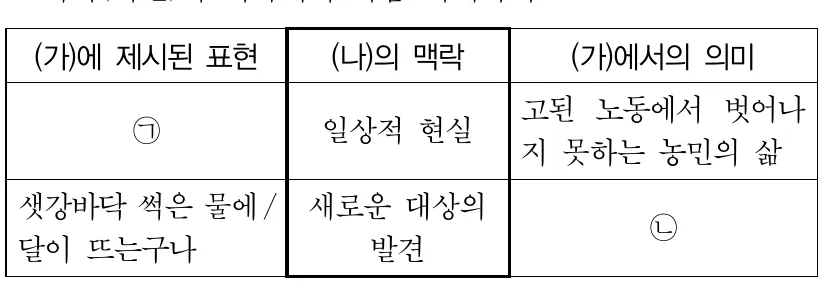 (가)에 제시된 표현
(나)의 맥락
(가)에서의 의미
㉠
일상적 현실
고된 노동에서 벗어나
지 못하는 농민의 삶
샛강바닥 썩은 물에/
달이 뜨는구나
새로운 대상의
발견
㉡